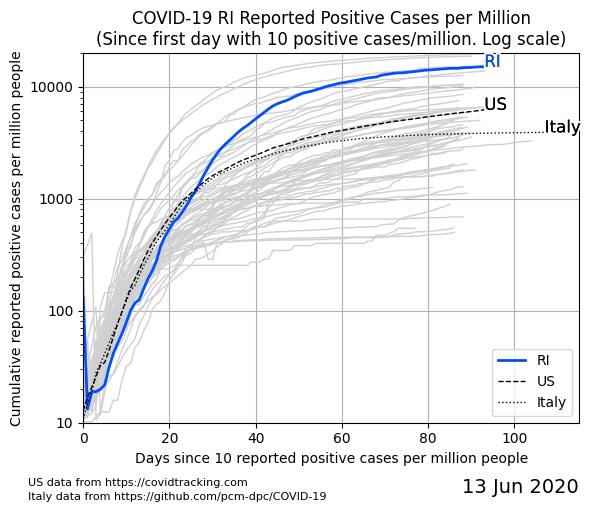 COVID-19 RI Reported Positive Cases per Million
(Since first day with 10 positive cases/million. Log scale)
Cumulative reported positive cases per million people
10000
1000
100
10
RI
US
Italy
RI
US
Italy
0 20 40 60 80 100
Days since 10 reported positive cases per million people
US data from https://covidtracking.com
Italy data from https://github.com/pcm-dpc/COVID-19
13 Jun 2020